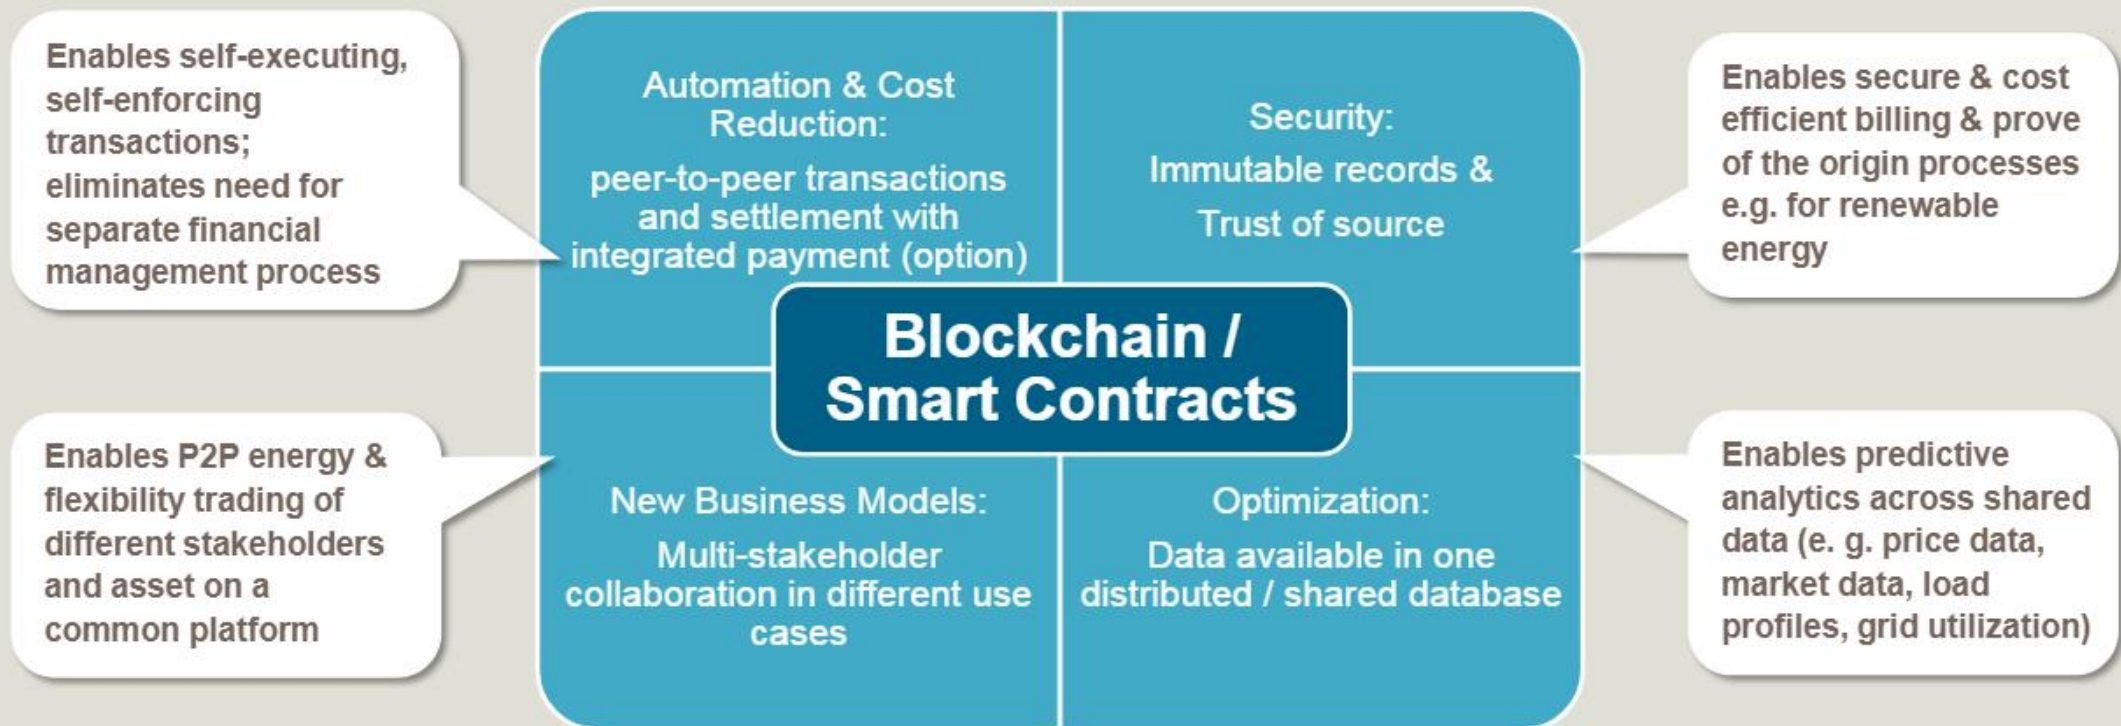 Enables self-executing,
self-enforcing
transactions;
eliminates need for
separate financial
management process
Automation & Cost
Reduction:
peer-to-peer transactions
and settlement with
integrated payment (option)
Security:
Immutable records &
Trust of source
Enables secure & cost
efficient billing & prove
of the origin processes
e.g. for renewable
energy
Blockchain /
Smart Contracts
Enables P2P energy &
flexibility trading of
different stakeholders
and asset on a
common platform
New Business Models:
Multi-stakeholder
collaboration in different use
cases
Optimization:
Data available in one
distributed / shared database
Enables predictive
analytics across shared
data (e. g. price data,
market data, load
profiles, grid utilization)